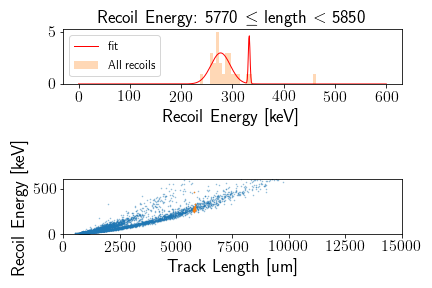 Recoil Energy: 5770 ≤ length < 5850
5
0
fit
All recoils
0 100 200 300 400 500 600
Recoil Energy [keV]
Recoil Energy [keV]
500
0
0 2500 5000 7500 10000 12500 15000
Track Length [um]